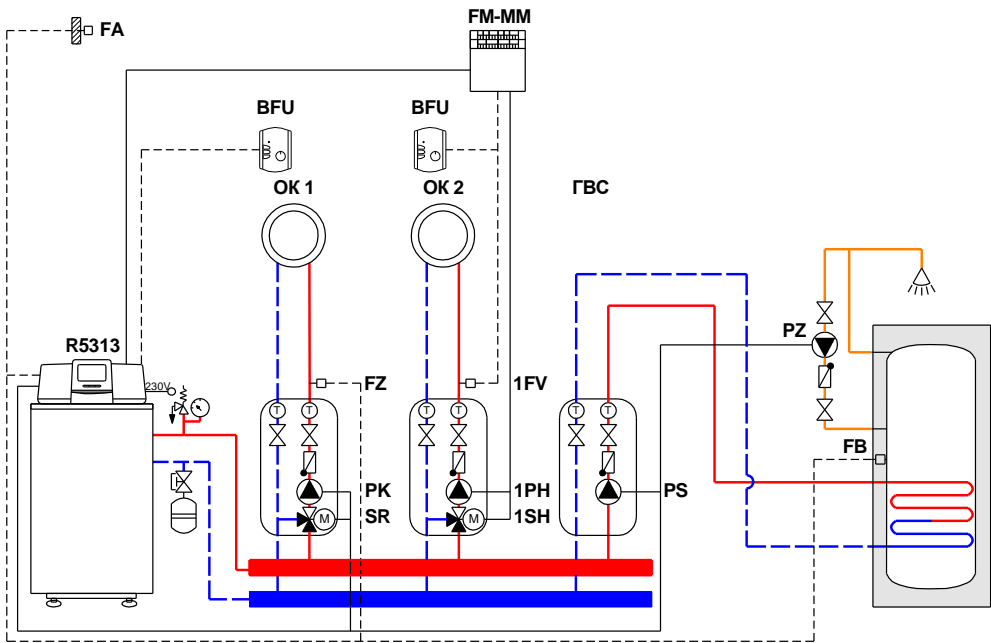 FA
FM-MM
BFU
BFU
ОК 1
ОК 2
ГВС
R5313
230V
PZ
FZ
1FV
T
T
T
T
T
T
FB
PK
1PH
PS
SR
1SH
M
M